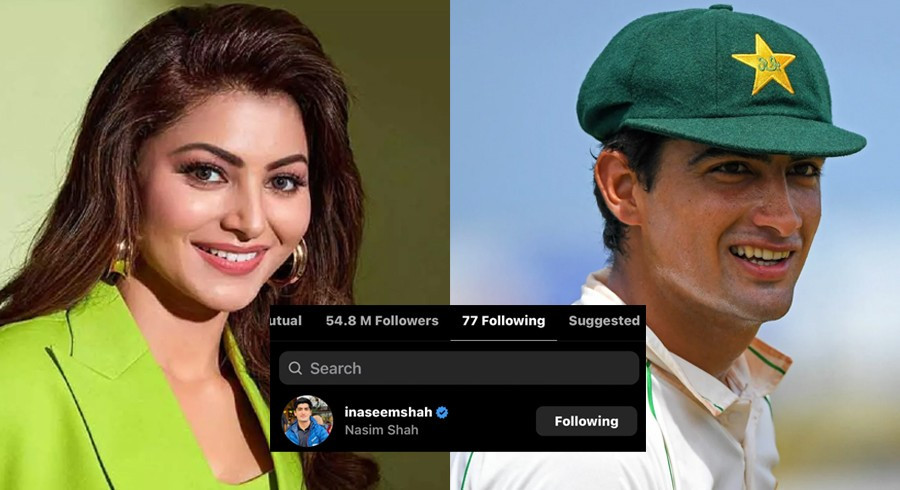 utual 54.8 M Followers 77 Following Suggested
Search
inaseemshah
Nasim Shah
Following